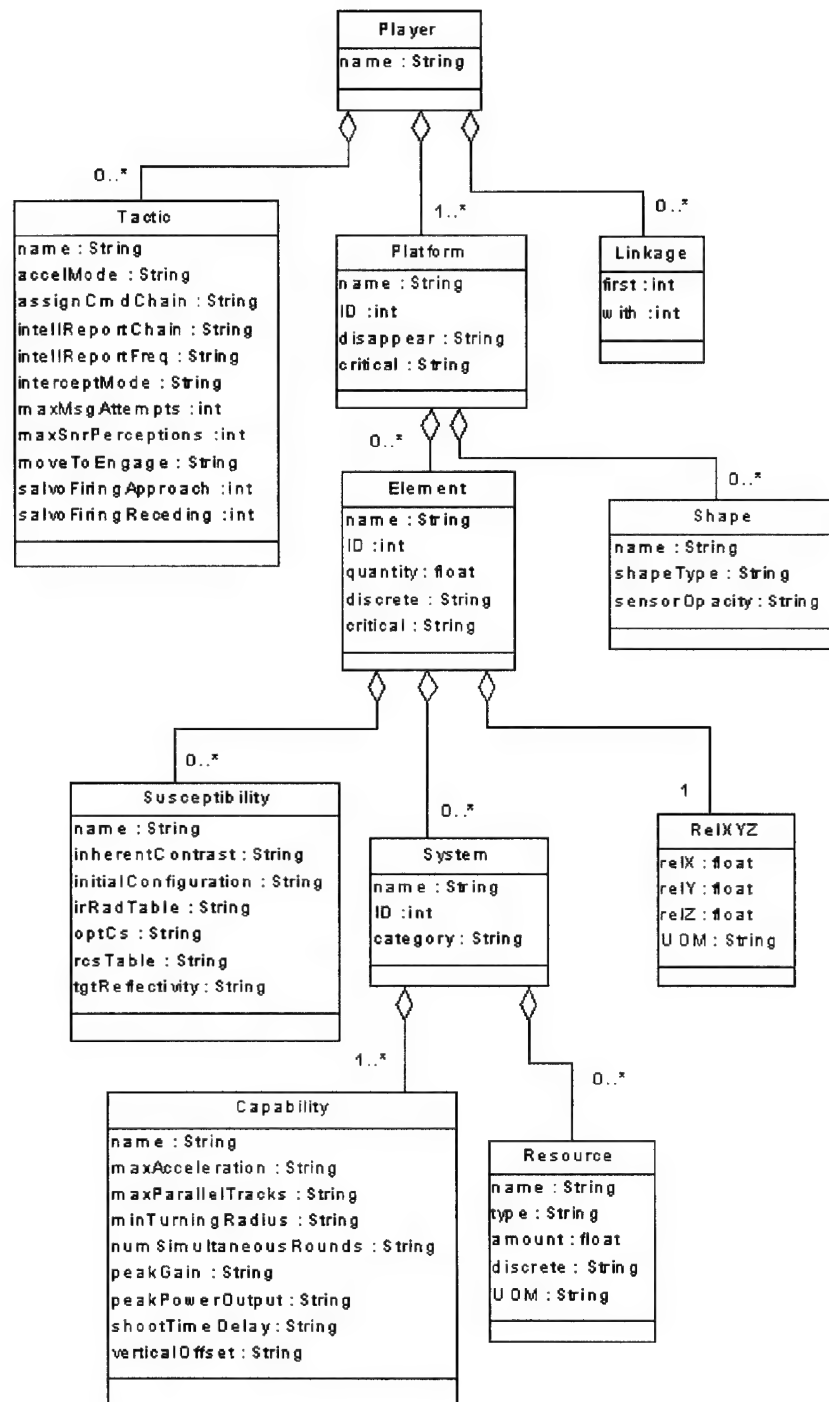 Player
name : String
0..*
1..*
0..*
Tactic
name : String
accelMode : String
assignCmdChain : String
intellReportChain : String
intellReportFreq : String
interceptMode : String
maxMsgAttempts : int
maxSnrPerceptions : int
moveToEngage : String
salvoFiringApproach : int
salvoFiringReceding : int
Platform
name : String
ID : int
disappear : String
critical : String
Linkage
first : int
with : int
0..*
0..*
Element
name : String
ID : int
quantity : float
discrete : String
critical : String
Shape
name : String
shapeType : String
sensorOpacity : String
0..*
0..*
1
Susceptibility
name : String
inherentContrast : String
initialConfiguration : String
irRadTable : String
optCs : String
rcsTable : String
tgtReflectivity : String
System
name : String
ID : int
category : String
RelXYZ
relX : float
relY : float
relZ : float
UOM : String
1..*
0..*
Capability
name : String
maxAcceleration : String
maxParallelTracks : String
minTurningRadius : String
numSimultaneousRounds : String
peakGain : String
peakPowerOutput : String
shootTimeDelay : String
verticalOffset : String
Resource
name : String
type : String
amount : float
discrete : String
UOM : String